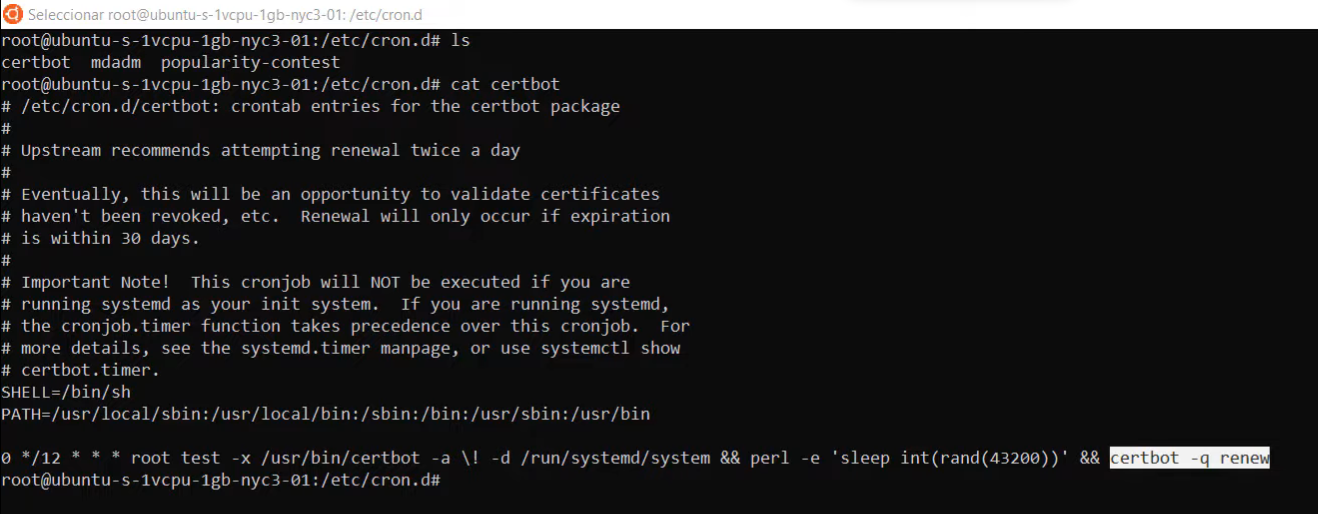 Seleccionar root@ubuntu-s-1vcpu-1gb-nyc3-01: /etc/cron.d
root@ubuntu-s-1vcpu-1gb-nyc3-01:/etc/cron.d# ls
certbot  mdadm  popularity-contest
root@ubuntu-s-1vcpu-1gb-nyc3-01:/etc/cron.d# cat certbot
# /etc/cron.d/certbot: crontab entries for the certbot package
#
# Upstream recommends attempting renewal twice a day
#
# Eventually, this will be an opportunity to validate certificates
# haven't been revoked, etc.  Renewal will only occur if expiration
# is within 30 days.
#
# Important Note!  This cronjob will NOT be executed if you are
# running systemd as your init system.  If you are running systemd,
# the cronjob.timer function takes precedence over this cronjob.  For
# more details, see the systemd.timer manpage, or use systemctl show
# certbot.timer.
SHELL=/bin/sh
PATH=/usr/local/sbin:/usr/local/bin:/sbin:/bin:/usr/sbin:/usr/bin
0 */12 * * * root test -x /usr/bin/certbot -a \! -d /run/systemd/system && perl -e 'sleep int(rand(43200))' && certbot -q renew
root@ubuntu-s-1vcpu-1gb-nyc3-01:/etc/cron.d#